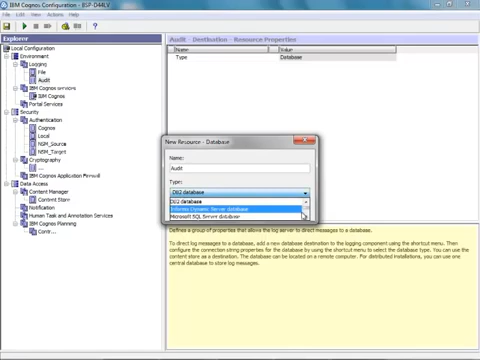 IBM Cognos Configuration - BSP-D4MLV
File Edit View Actions Help
Explorer
Audit - Destination - Resource Properties
Local Configuration
Environment
Logging
File
Audit
IBM Cognos services
IBM Cognos
Portal Services
Security
Authentication
Cognos
Local
NSM_Source
NSM_Target
Cryptography
IBM Cognos Application Firewall
Data Access
Content Manager
Content Store
Notification
Human Task and Annotation Services
IBM Cognos Planning
Contr...
Name Value
Type Database
New Resource - Database
Name:
Audit
Type:
DB2 database
DB2 database
Informix Dynamic Server database
Microsoft SQL Server database
Defines a group of properties that allows the log server to direct messages to a database.
To direct log messages to a database, add a new database destination to the logging component using the shortcut menu. Then
configure the connection string properties for the database by using the shortcut menu to select the database type. You can use the
content store as a destination. The database can be located on a remote computer. For distributed installations, you can use one
central database to store log messages.